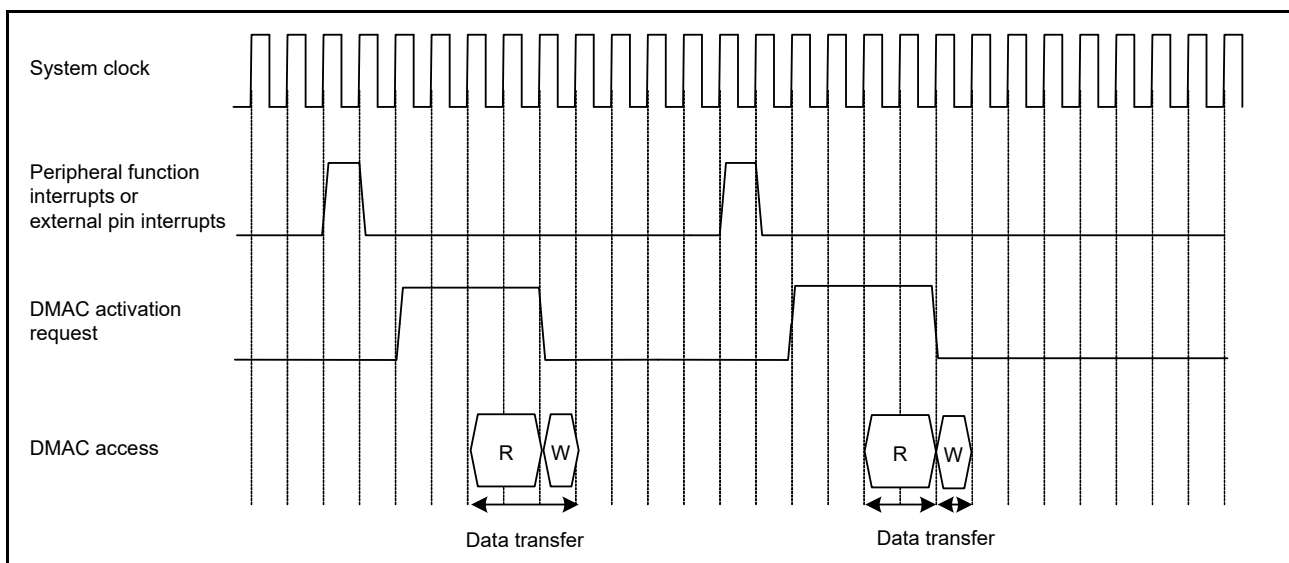 System clock
Peripheral function
interrupts or
external pin interrupts
DMAC activation
request
DMAC access
R
W
R
W
Data transfer
Data transfer